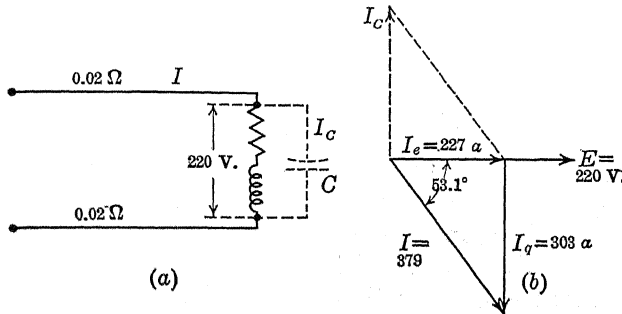 0.02 Ω I
220 V.
I_C
C
0.02 Ω
(a)
I_C
I_e = 227 a
E =
220 V.
53.1°
I =
379
I_q = 303 a
(b)